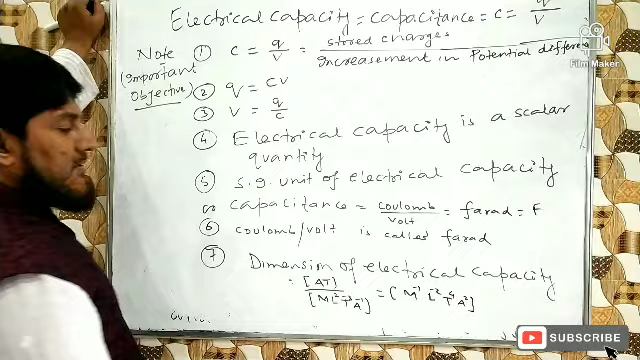 Electrical capacity = capacitance = C = q/V
Note
(Important
Objective)
① C = q/V = stored charges / Increasement in Potential differen
② q = CV
③ V = q/C
④ Electrical capacity is a scalar
quantity
⑤ S.I. unit of electrical capacity
or capacitance = coulomb/volt = farad = F
⑥ coulomb/volt is called farad
⑦ Dimension of electrical capacity
= [AT]/[ML²T⁻³A⁻¹] = [M⁻¹L⁻²T⁴A²]
Film Maker
SUBSCRIBE